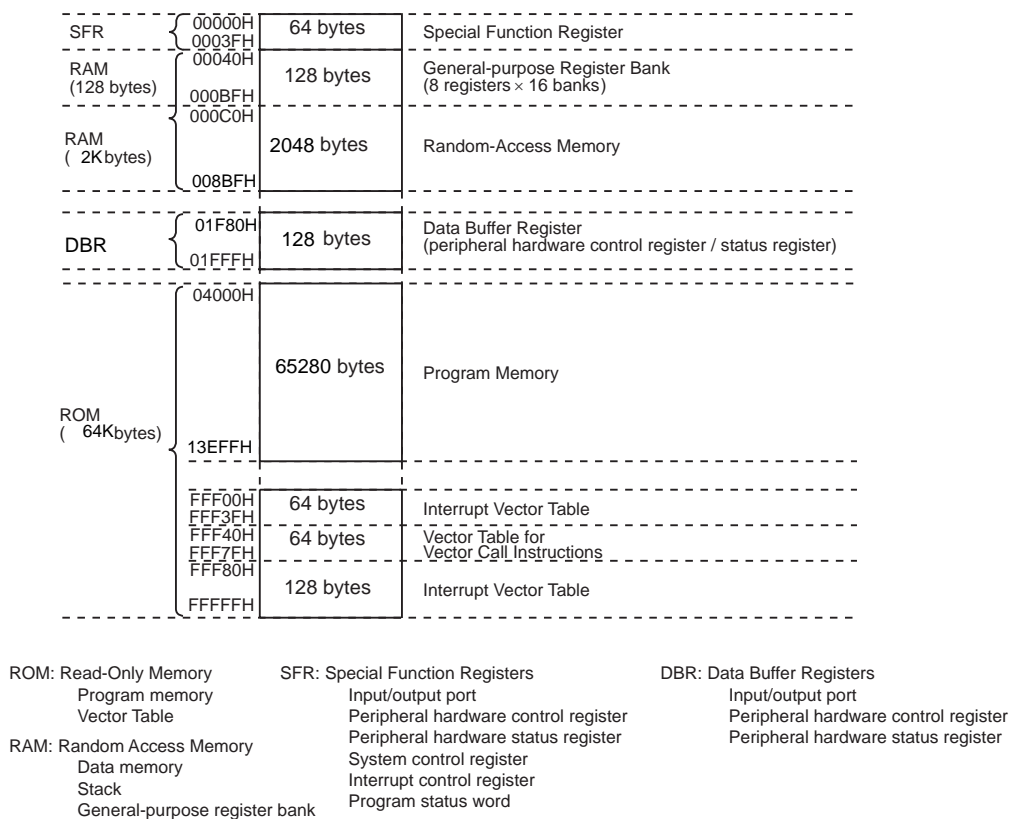 SFR
00000H
0003FH
64 bytes
Special Function Register
RAM
(128 bytes)
00040H
000BFH
128 bytes
General-purpose Register Bank
(8 registers × 16 banks)
RAM
( 2Kbytes)
000C0H
008BFH
2048 bytes
Random-Access Memory
DBR
01F80H
01FFFH
128 bytes
Data Buffer Register
(peripheral hardware control register / status register)
ROM
( 64Kbytes)
04000H
13EFFH
65280 bytes
Program Memory
FFF00H
FFF3FH
64 bytes
Interrupt Vector Table
FFF40H
FFF7FH
64 bytes
Vector Table for
Vector Call Instructions
FFF80H
FFFFFH
128 bytes
Interrupt Vector Table
ROM: Read-Only Memory
Program memory
Vector Table
RAM: Random Access Memory
Data memory
Stack
General-purpose register bank
SFR: Special Function Registers
Input/output port
Peripheral hardware control register
Peripheral hardware status register
System control register
Interrupt control register
Program status word
DBR: Data Buffer Registers
Input/output port
Peripheral hardware control register
Peripheral hardware status register